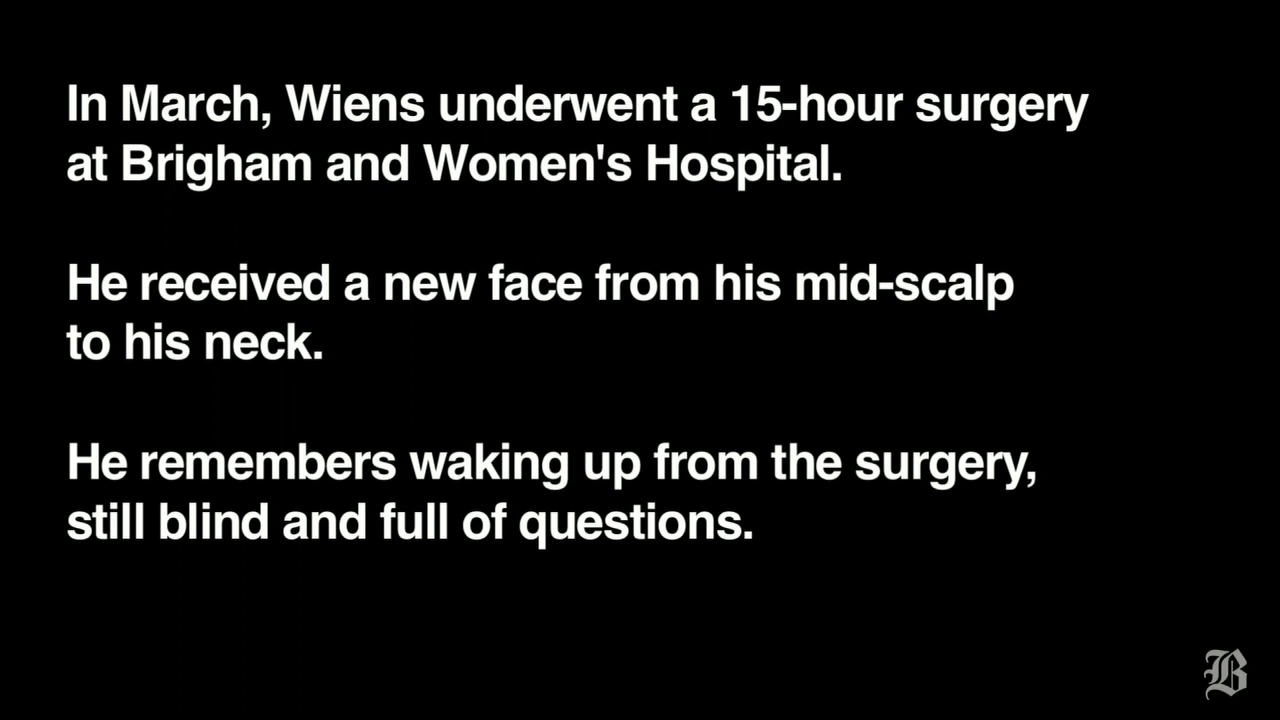 In March, Wiens underwent a 15-hour surgery
at Brigham and Women's Hospital.
He received a new face from his mid-scalp
to his neck.
He remembers waking up from the surgery,
still blind and full of questions.
B